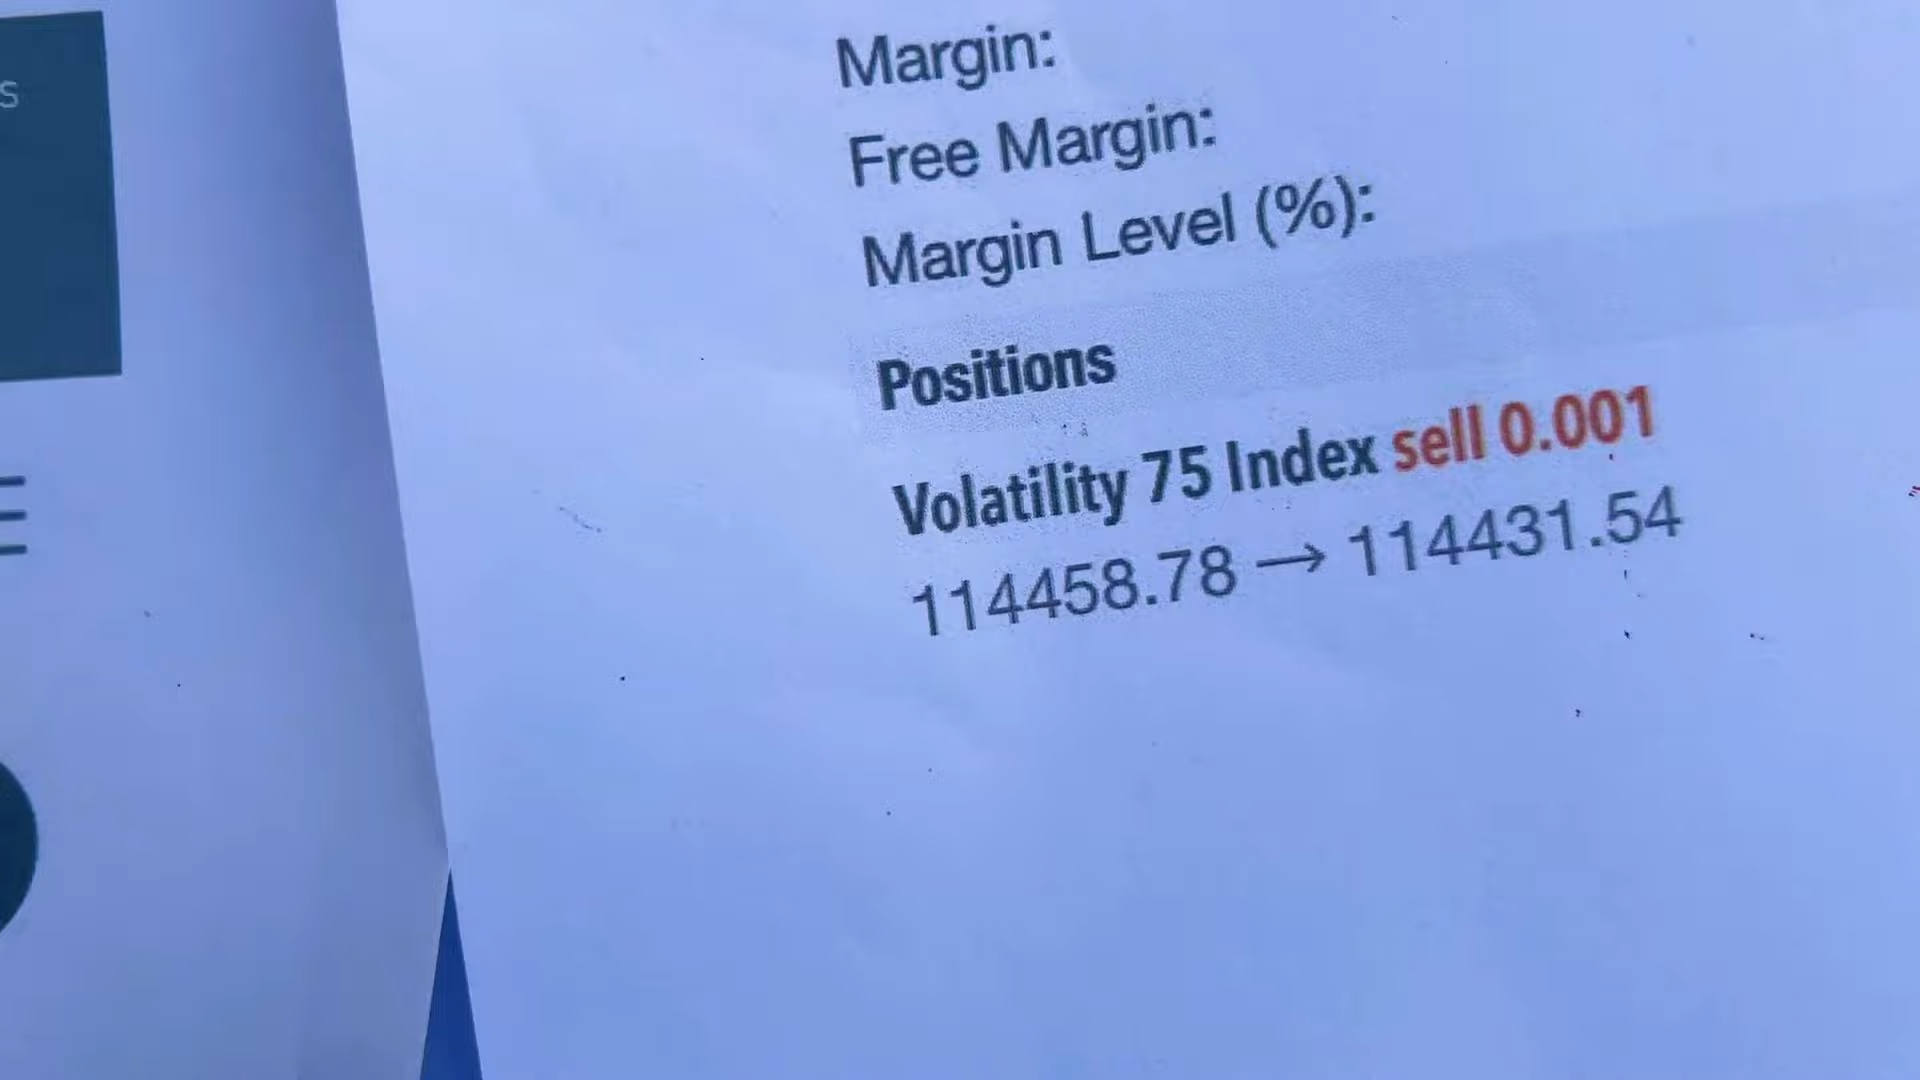 s
Margin:
Free Margin:
Margin Level (%):
Positions
Volatility 75 Index sell 0.001
114458.78 → 114431.54